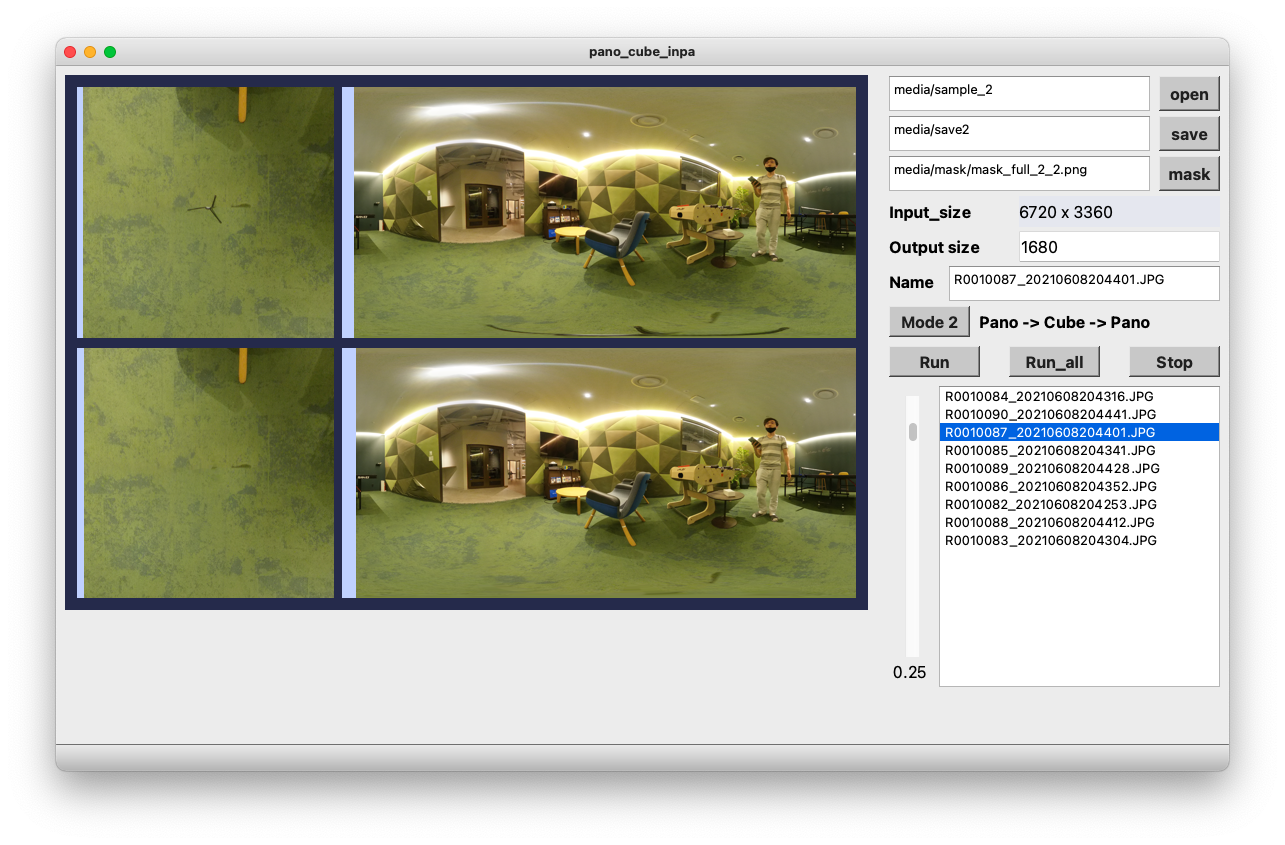 pano_cube_inpa
media/sample_2
open
media/save2
save
media/mask/mask_full_2_2.png
mask
Input_size 6720 x 3360
Output size 1680
Name R0010087_20210608204401.JPG
Mode 2 Pano -> Cube -> Pano
Run Run_all Stop
R0010084_20210608204316.JPG
R0010090_20210608204441.JPG
R0010087_20210608204401.JPG
R0010085_20210608204341.JPG
R0010089_20210608204428.JPG
R0010086_20210608204352.JPG
R0010082_20210608204253.JPG
R0010088_20210608204412.JPG
R0010083_20210608204304.JPG
0.25